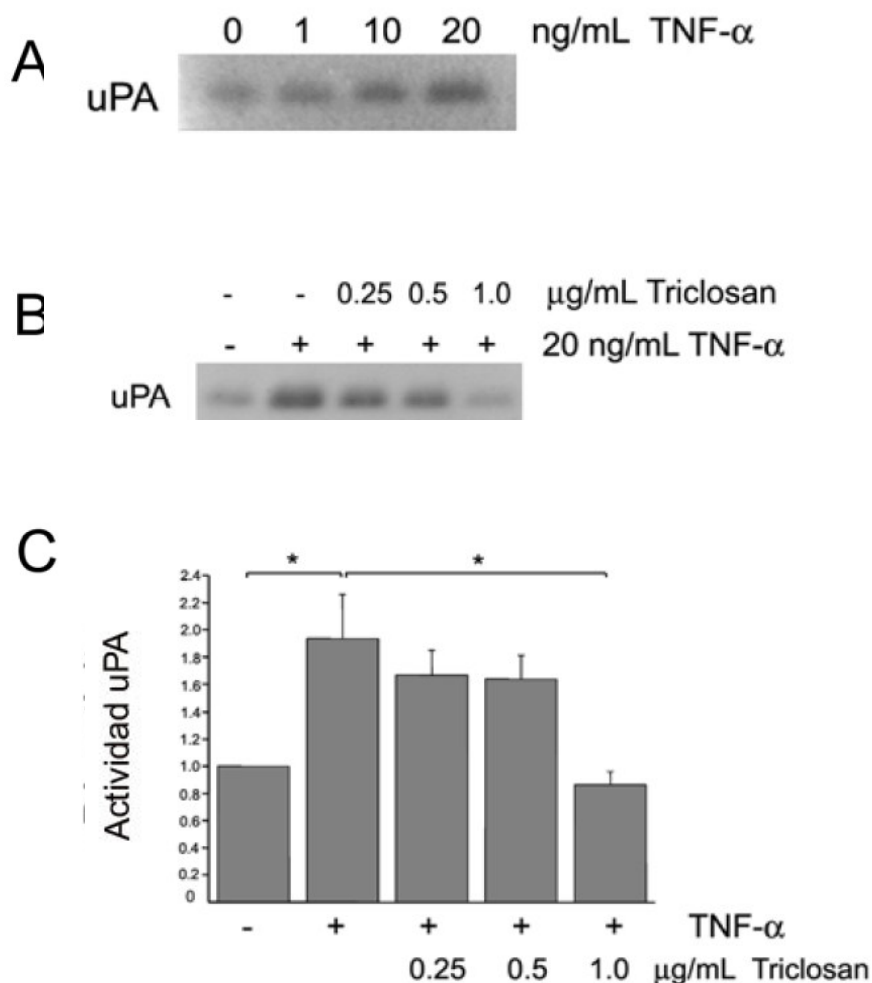 0 1 10 20 ng/mL TNF-α
A
uPA
- - 0.25 0.5 1.0 μg/mL Triclosan
B
- + + + + 20 ng/mL TNF-α
uPA
C
* *
2.4
2.2
2.0
1.8
1.6
1.4
1.2
1.0
0.8
0.6
0.4
0.2
0
Actividad uPA
- + + + + TNF-α
0.25 0.5 1.0 μg/mL Triclosan